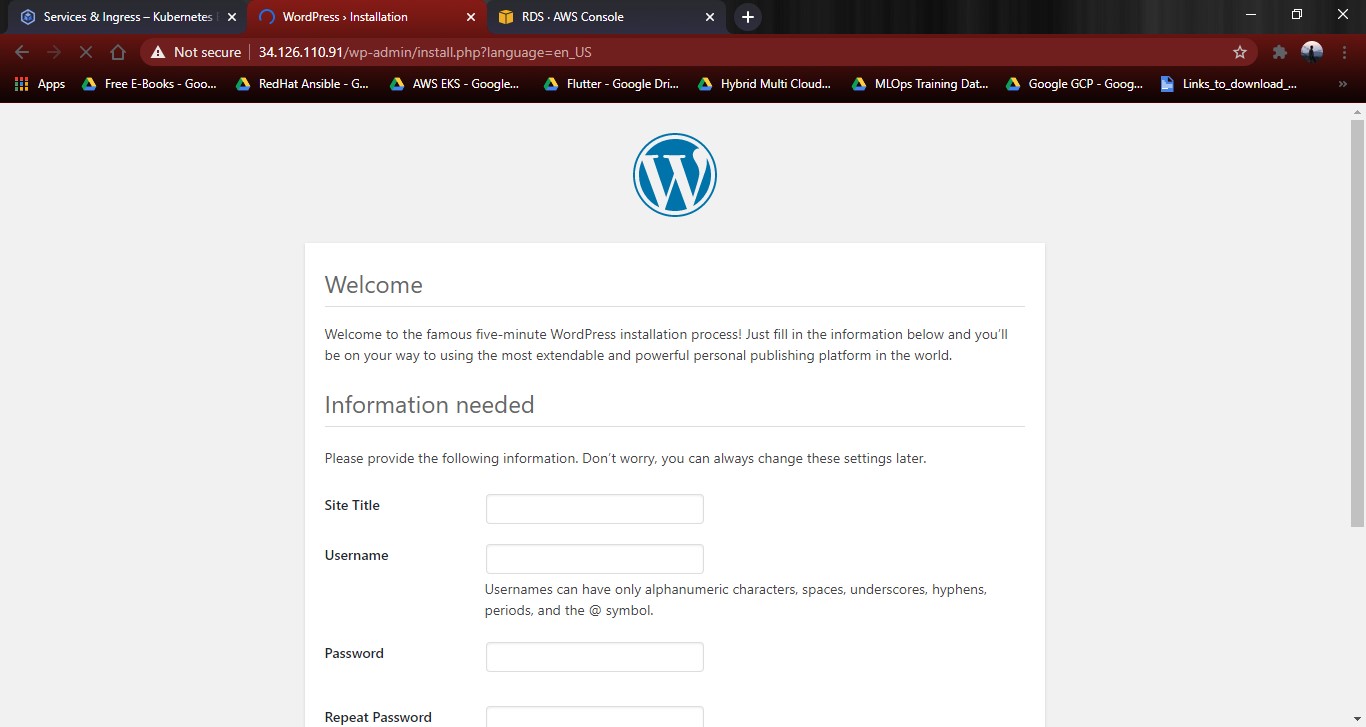 Services & Ingress – Kubernetes
WordPress › Installation
RDS · AWS Console
Not secure
34.126.110.91/wp-admin/install.php?language=en_US
Apps
Free E-Books - Goo...
RedHat Ansible - G...
AWS EKS - Google...
Flutter - Google Dri...
Hybrid Multi Cloud...
MLOps Training Dat...
Google GCP - Goog...
Links_to_download_...
»
W
Welcome
Welcome to the famous five-minute WordPress installation process! Just fill in the information below and you’ll
be on your way to using the most extendable and powerful personal publishing platform in the world.
Information needed
Please provide the following information. Don’t worry, you can always change these settings later.
Site Title
Username
Usernames can have only alphanumeric characters, spaces, underscores, hyphens,
periods, and the @ symbol.
Password
Repeat Password